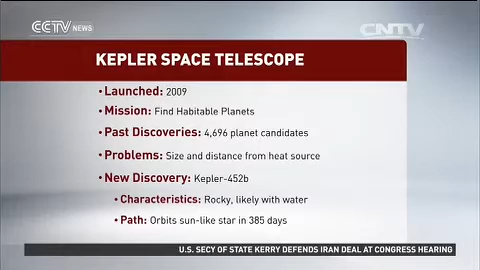 CCTV NEWS
CNTV
KEPLER SPACE TELESCOPE
• Launched: 2009
• Mission: Find Habitable Planets
• Past Discoveries: 4,696 planet candidates
• Problems: Size and distance from heat source
• New Discovery: Kepler-452b
• Characteristics: Rocky, likely with water
• Path: Orbits sun-like star in 385 days
U.S. SECY OF STATE KERRY DEFENDS IRAN DEAL AT CONGRESS HEARING